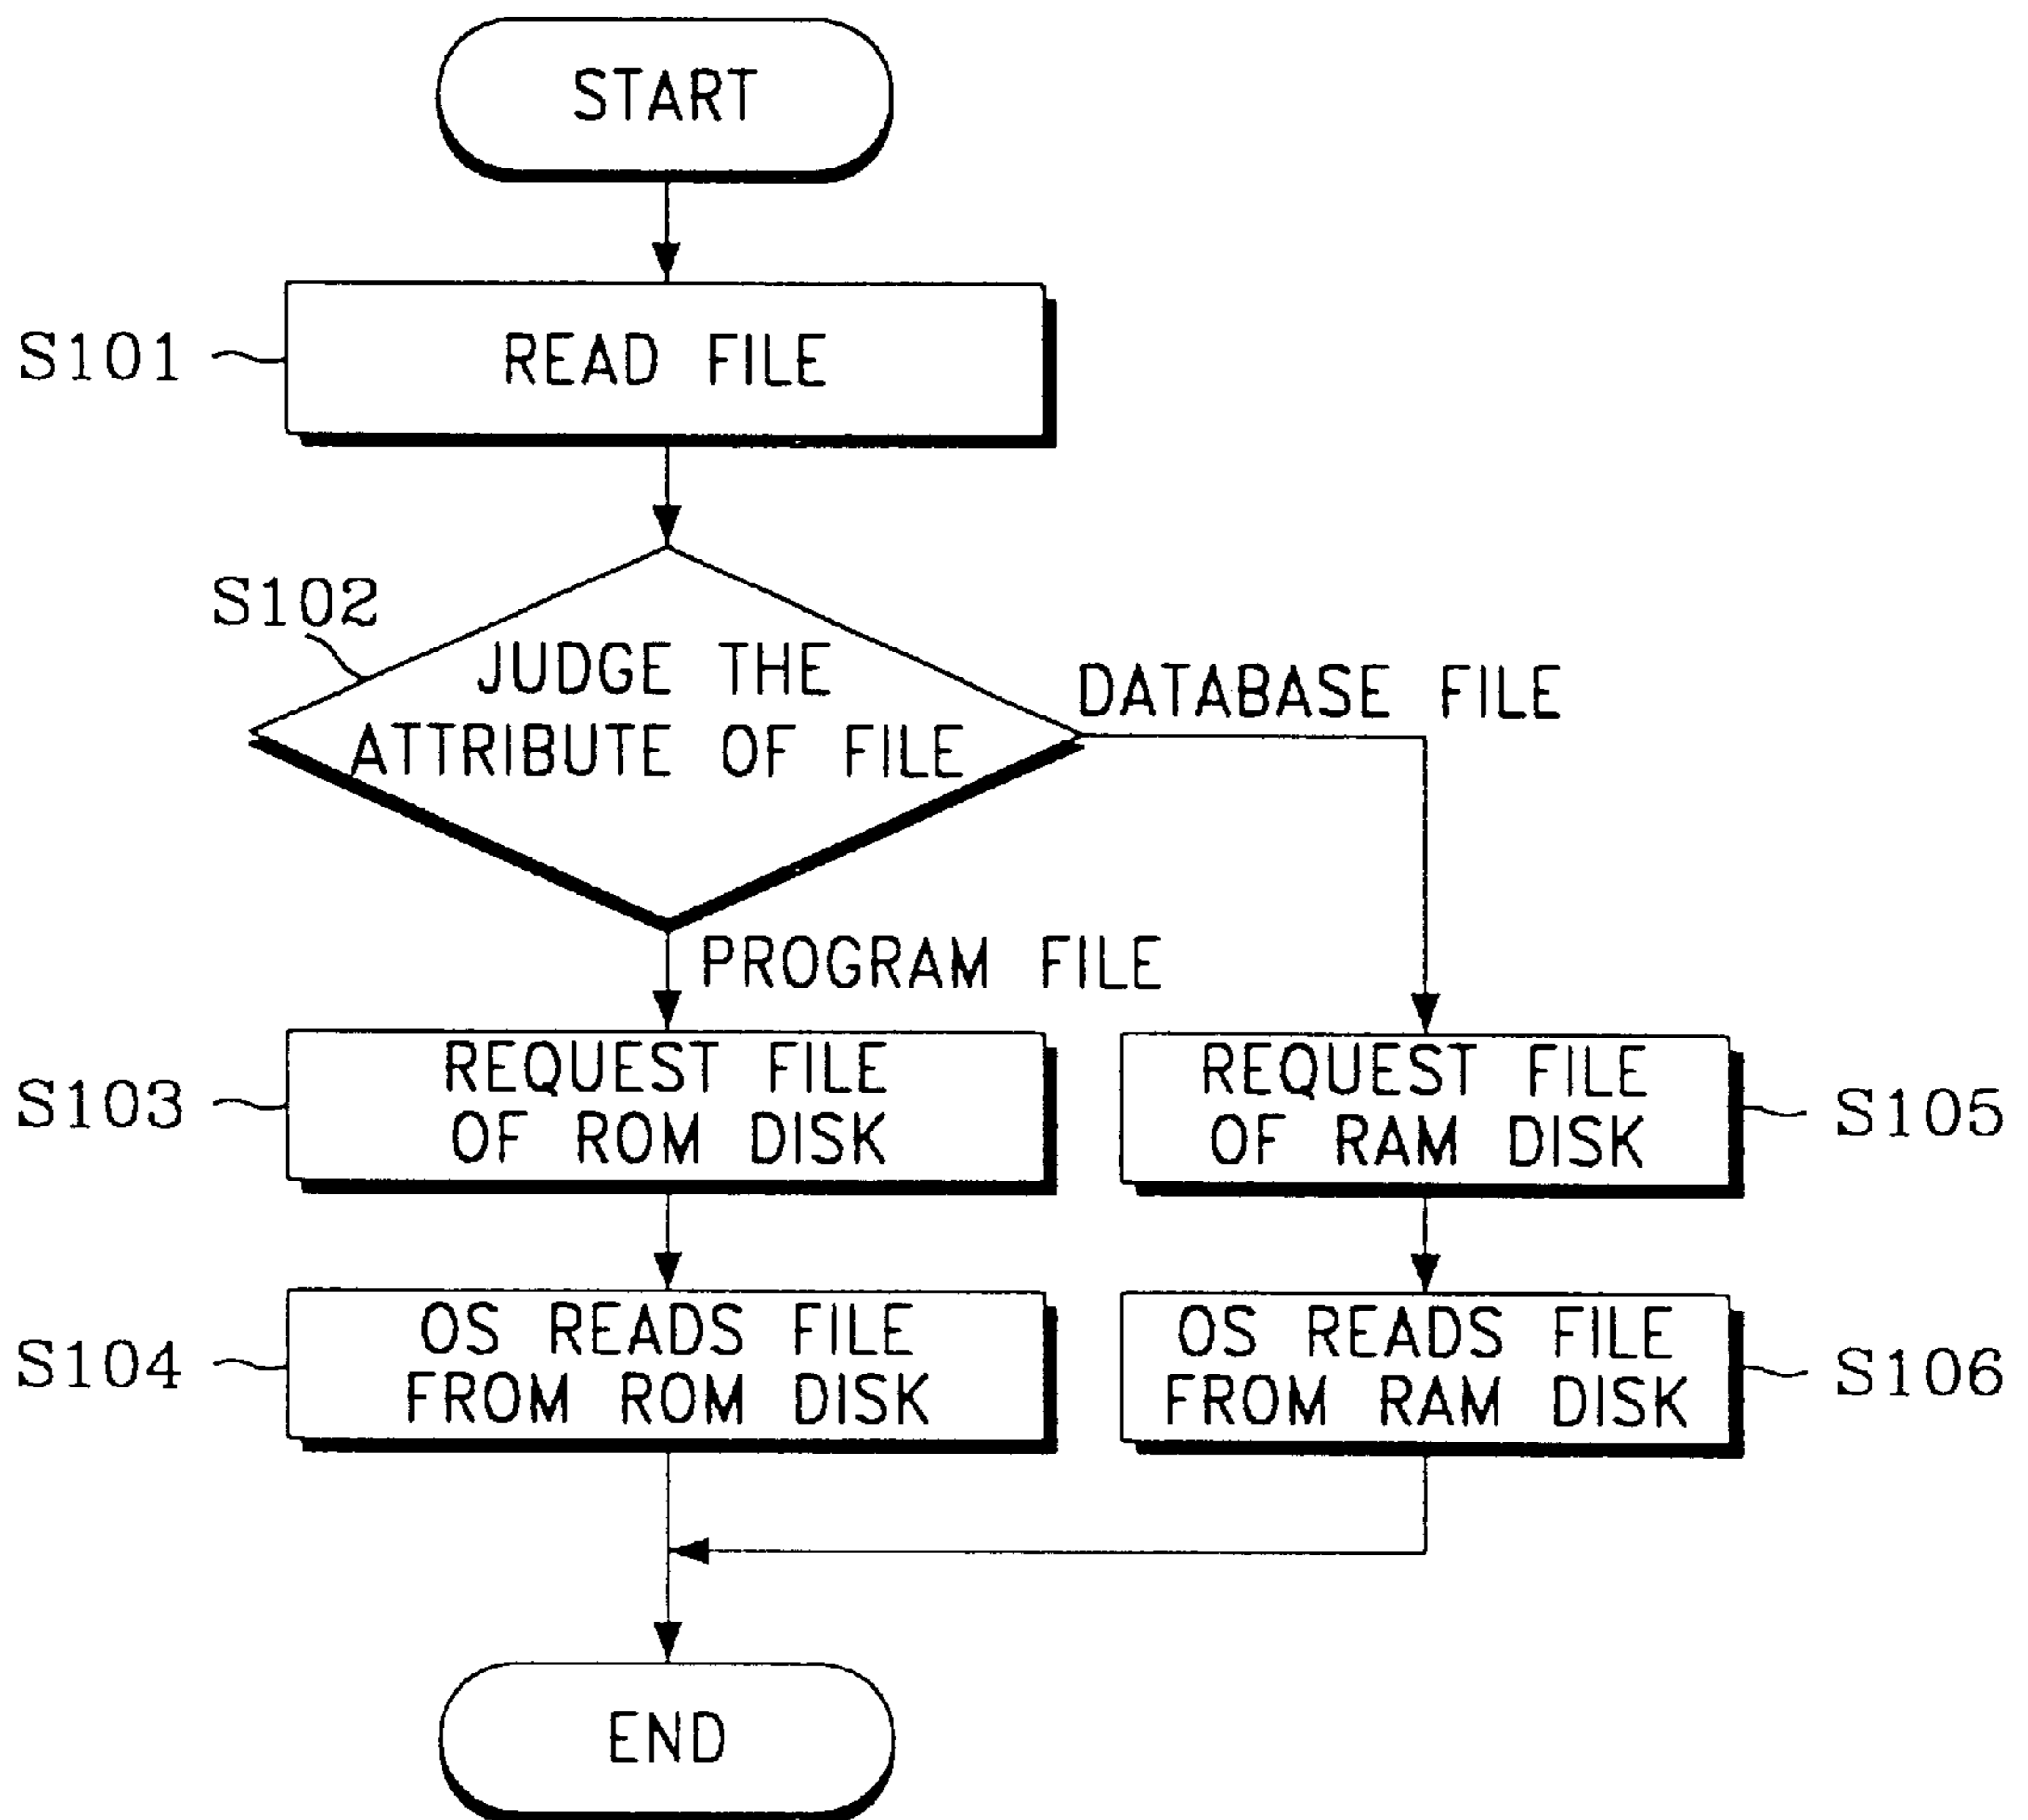 START
S101
READ FILE
S102
JUDGE THE
ATTRIBUTE OF FILE
DATABASE FILE
PROGRAM FILE
S103
REQUEST FILE
OF ROM DISK
REQUEST FILE
OF RAM DISK
S105
S104
OS READS FILE
FROM ROM DISK
OS READS FILE
FROM RAM DISK
S106
END